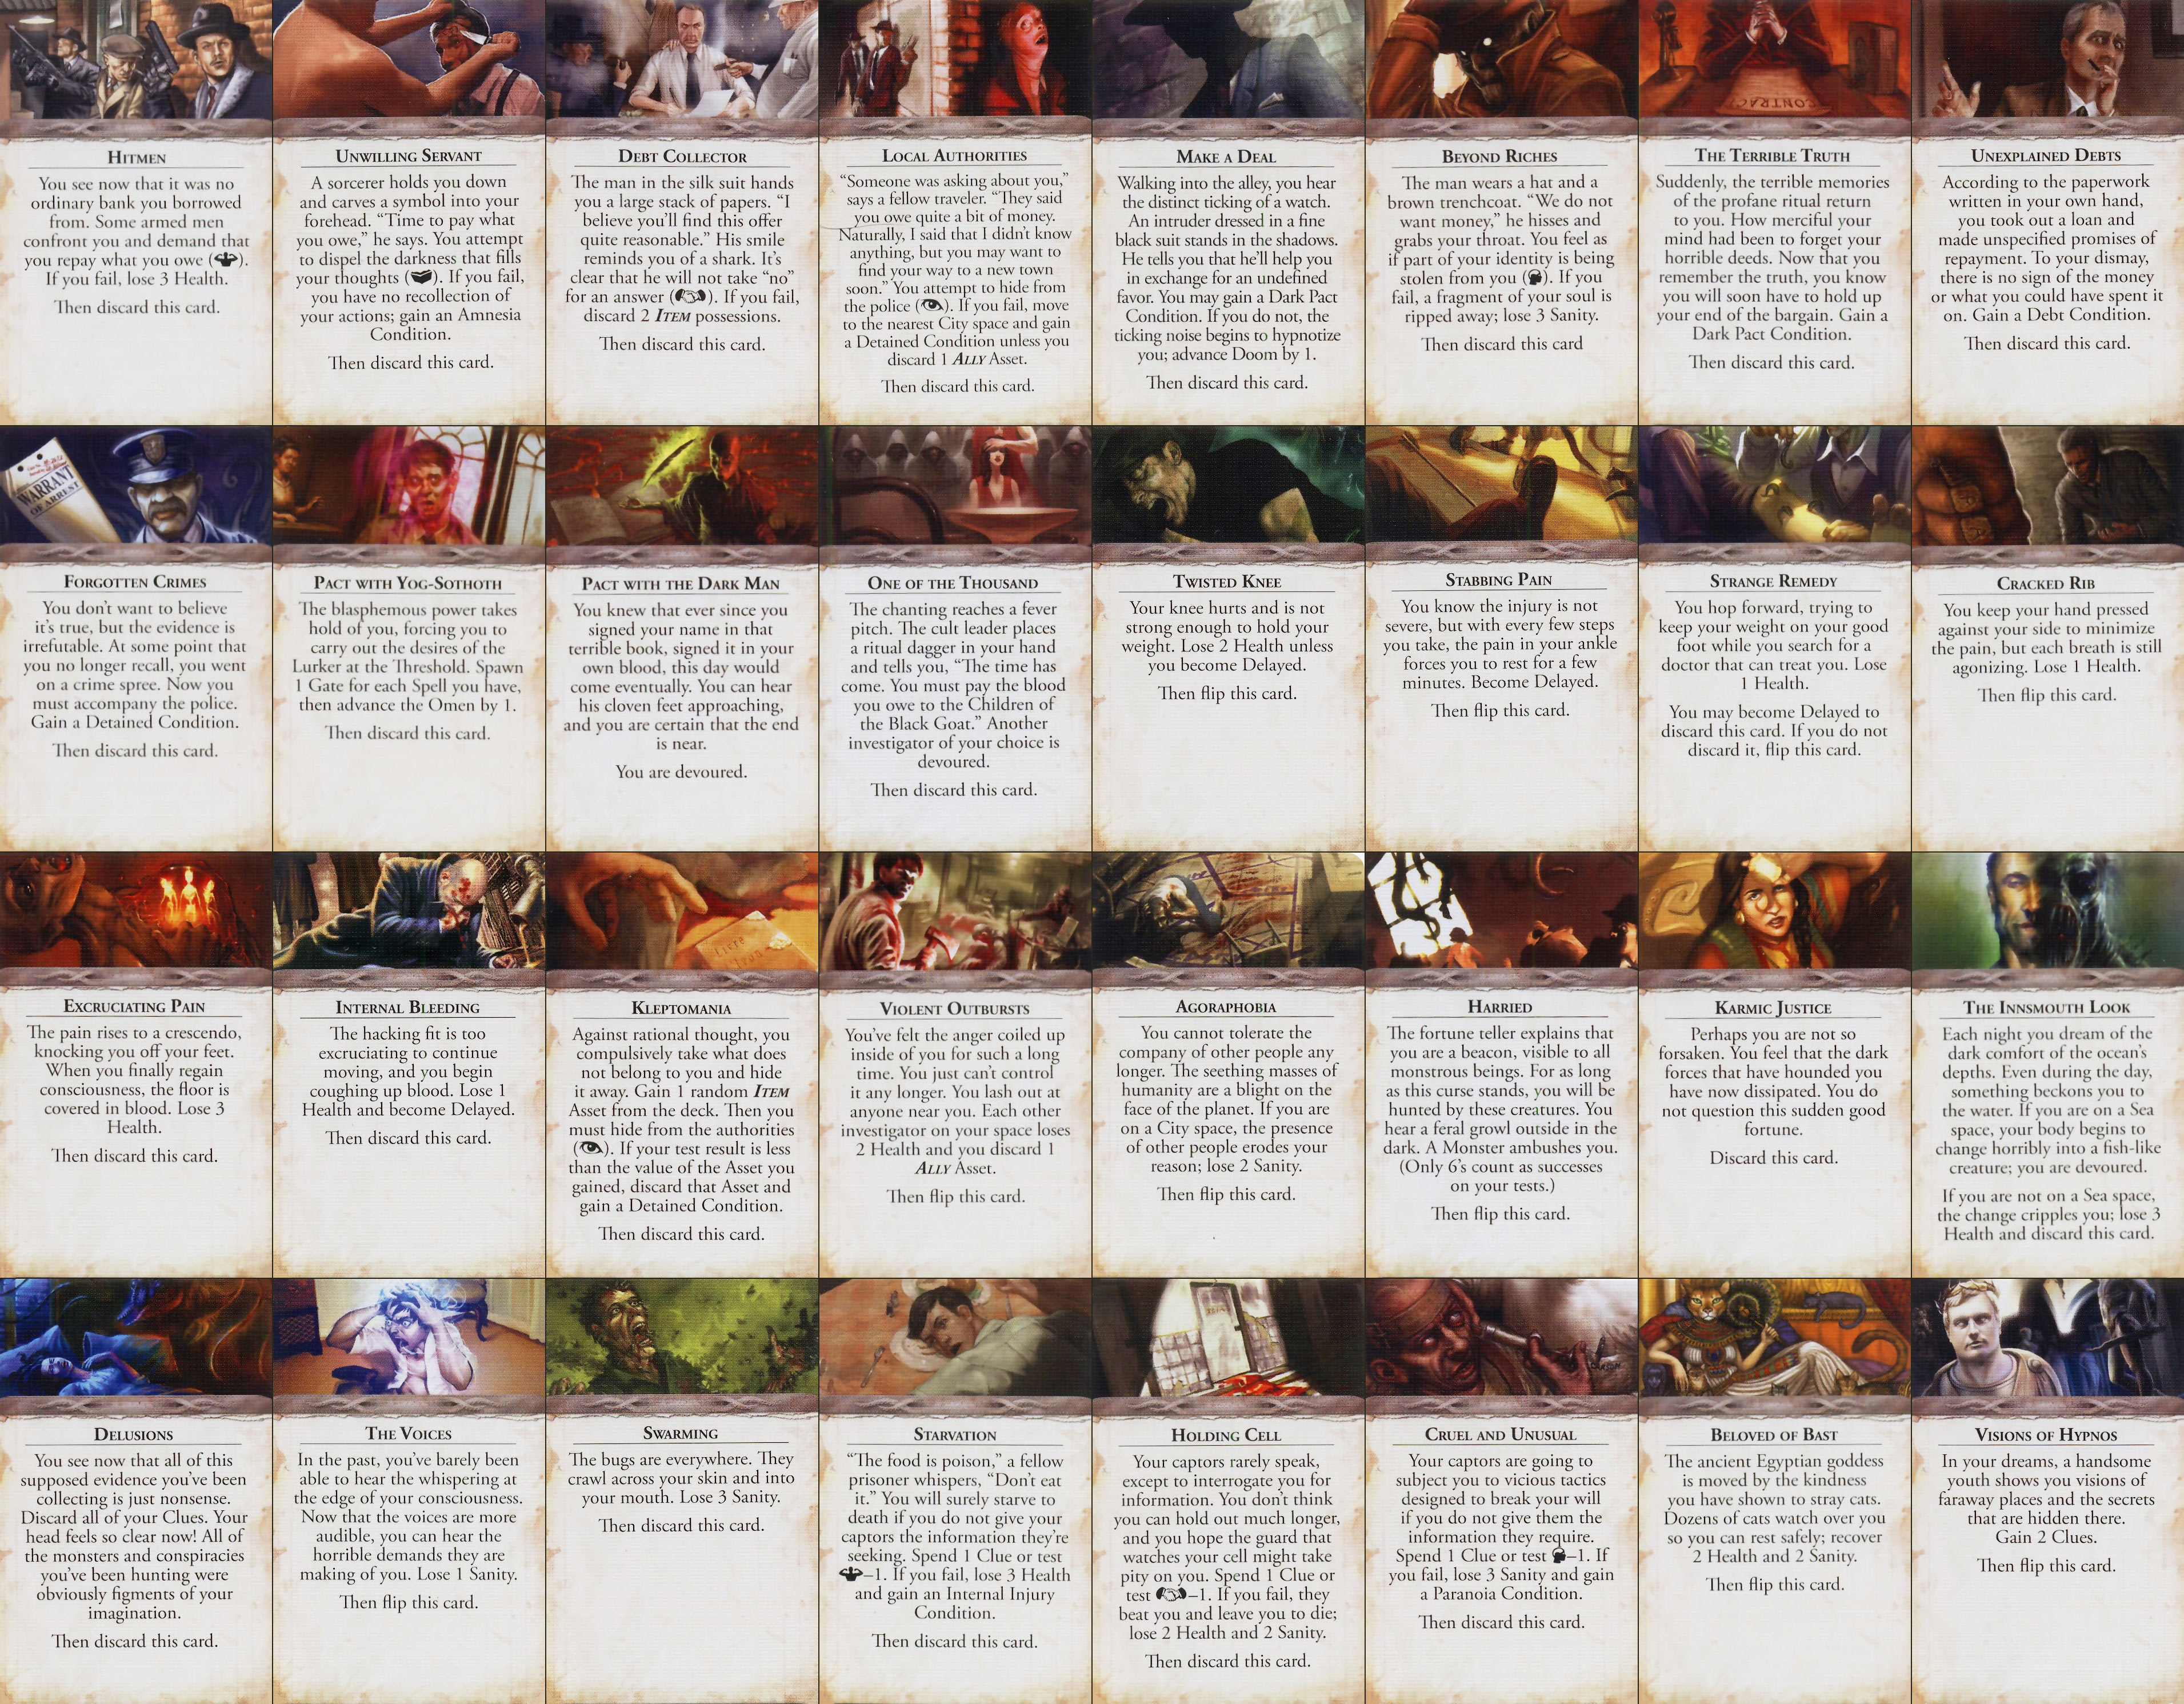 HITMEN
You see now that it was no
ordinary bank you borrowed
from. Some armed men
confront you and demand that
you repay what you owe ( ).
If you fail, lose 3 Health.
Then discard this card.
UNWILLING SERVANT
A sorcerer holds you down
and carves a symbol into your
forehead. “Time to pay what
you owe,” he says. You attempt
to dispel the darkness that fills
your thoughts ( ). If you fail,
you have no recollection of
your actions; gain an Amnesia
Condition.
Then discard this card.
DEBT COLLECTOR
The man in the silk suit hands
you a large stack of papers. “I
believe you’ll find this offer
quite reasonable.” His smile
reminds you of a shark. It’s
clear that he will not take “no”
for an answer ( ). If you fail,
discard 2 ITEM possessions.
Then discard this card.
LOCAL AUTHORITIES
“Someone was asking about you,”
says a fellow traveler. “They said
you owe quite a bit of money.
Naturally, I said that I didn’t know
anything, but you may want to
find your way to a new town
soon.” You attempt to hide from
the police ( ). If you fail, move
to the nearest City space and gain
a Detained Condition unless you
discard 1 ALLY Asset.
Then discard this card.
MAKE A DEAL
Walking into the alley, you hear
the distinct ticking of a watch.
An intruder dressed in a fine
black suit stands in the shadows.
He tells you that he’ll help you
in exchange for an undefined
favor. You may gain a Dark Pact
Condition. If you do not, the
ticking noise begins to hypnotize
you; advance Doom by 1.
Then discard this card.
BEYOND RICHES
The man wears a hat and a
brown trenchcoat. “We do not
want money,” he hisses and
grabs your throat. You feel as
if part of your identity is being
stolen from you ( ). If you
fail, a fragment of your soul is
ripped away; lose 3 Sanity.
Then discard this card
CONTRACT
THE TERRIBLE TRUTH
Suddenly, the terrible memories
of the profane ritual return
to you. How merciful your
mind had been to forget your
horrible deeds. Now that you
remember the truth, you know
you will soon have to hold up
your end of the bargain. Gain a
Dark Pact Condition.
Then discard this card.
UNEXPLAINED DEBTS
According to the paperwork
written in your own hand,
you took out a loan and
made unspecified promises of
repayment. To your dismay,
there is no sign of the money
or what you could have spent it
on. Gain a Debt Condition.
Then discard this card.
WARRANT
OF ARREST
FORGOTTEN CRIMES
You don’t want to believe
it’s true, but the evidence is
irrefutable. At some point that
you no longer recall, you went
on a crime spree. Now you
must accompany the police.
Gain a Detained Condition.
Then discard this card.
PACT WITH YOG-SOTHOTH
The blasphemous power takes
hold of you, forcing you to
carry out the desires of the
Lurker at the Threshold. Spawn
1 Gate for each Spell you have,
then advance the Omen by 1.
Then discard this card.
PACT WITH THE DARK MAN
You knew that ever since you
signed your name in that
terrible book, signed it in your
own blood, this day would
come eventually. You can hear
his cloven feet approaching,
and you are certain that the end
is near.
You are devoured.
ONE OF THE THOUSAND
The chanting reaches a fever
pitch. The cult leader places
a ritual dagger in your hand
and tells you, “The time has
come. You must pay the blood
you owe to the Children of
the Black Goat.” Another
investigator of your choice is
devoured.
Then discard this card.
TWISTED KNEE
Your knee hurts and is not
strong enough to hold your
weight. Lose 2 Health unless
you become Delayed.
Then flip this card.
STABBING PAIN
You know the injury is not
severe, but with every few steps
you take, the pain in your ankle
forces you to rest for a few
minutes. Become Delayed.
Then flip this card.
STRANGE REMEDY
You hop forward, trying to
keep your weight on your good
foot while you search for a
doctor that can treat you. Lose
1 Health.
You may become Delayed to
discard this card. If you do not
discard it, flip this card.
CRACKED RIB
You keep your hand pressed
against your side to minimize
the pain, but each breath is still
agonizing. Lose 1 Health.
Then flip this card.
EXCRUCIATING PAIN
The pain rises to a crescendo,
knocking you off your feet.
When you finally regain
consciousness, the floor is
covered in blood. Lose 3
Health.
Then discard this card.
INTERNAL BLEEDING
The hacking fit is too
excruciating to continue
moving, and you begin
coughing up blood. Lose 1
Health and become Delayed.
Then discard this card.
KLEPTOMANIA
Against rational thought, you
compulsively take what does
not belong to you and hide
it away. Gain 1 random ITEM
Asset from the deck. Then you
must hide from the authorities
( ). If your test result is less
than the value of the Asset you
gained, discard that Asset and
gain a Detained Condition.
Then discard this card.
VIOLENT OUTBURSTS
You’ve felt the anger coiled up
inside of you for such a long
time. You just can’t control
it any longer. You lash out at
anyone near you. Each other
investigator on your space loses
2 Health and you discard 1
ALLY Asset.
Then flip this card.
AGORAPHOBIA
You cannot tolerate the
company of other people any
longer. The seething masses of
humanity are a blight on the
face of the planet. If you are
on a City space, the presence
of other people erodes your
reason; lose 2 Sanity.
Then flip this card.
HARRIED
The fortune teller explains that
you are a beacon, visible to all
monstrous beings. For as long
as this curse stands, you will be
hunted by these creatures. You
hear a feral growl outside in the
dark. A Monster ambushes you.
(Only 6’s count as successes
on your tests.)
Then flip this card.
KARMIC JUSTICE
Perhaps you are not so
forsaken. You feel that the dark
forces that have hounded you
have now dissipated. You do
not question this sudden good
fortune.
Discard this card.
THE INNSMOUTH LOOK
Each night you dream of the
dark comfort of the ocean’s
depths. Even during the day,
something beckons you to
the water. If you are on a Sea
space, your body begins to
change horribly into a fish-like
creature; you are devoured.
If you are not on a Sea space,
the change cripples you; lose 3
Health and discard this card.
DELUSIONS
You see now that all of this
supposed evidence you’ve been
collecting is just nonsense.
Discard all of your Clues. Your
head feels so clear now! All of
the monsters and conspiracies
you’ve been hunting were
obviously figments of your
imagination.
Then discard this card.
THE VOICES
In the past, you’ve barely been
able to hear the whispering at
the edge of your consciousness.
Now that the voices are more
audible, you can hear the
horrible demands they are
making of you. Lose 1 Sanity.
Then flip this card.
SWARMING
The bugs are everywhere. They
crawl across your skin and into
your mouth. Lose 3 Sanity.
Then discard this card.
STARVATION
“The food is poison,” a fellow
prisoner whispers, “Don’t eat
it.” You will surely starve to
death if you do not give your
captors the information they’re
seeking. Spend 1 Clue or test
–1. If you fail, lose 3 Health
and gain an Internal Injury
Condition.
Then discard this card.
HOLDING CELL
Your captors rarely speak,
except to interrogate you for
information. You don’t think
you can hold out much longer,
and you hope the guard that
watches your cell might take
pity on you. Spend 1 Clue or
test –1. If you fail, they
beat you and leave you to die;
lose 2 Health and 2 Sanity.
Then discard this card.
CRUEL AND UNUSUAL
Your captors are going to
subject you to vicious tactics
designed to break your will
if you do not give them the
information they require.
Spend 1 Clue or test –1. If
you fail, lose 3 Sanity and gain
a Paranoia Condition.
Then discard this card.
BELOVED OF BAST
The ancient Egyptian goddess
is moved by the kindness
you have shown to stray cats.
Dozens of cats watch over you
so you can rest safely; recover
2 Health and 2 Sanity.
Then flip this card.
VISIONS OF HYPNOS
In your dreams, a handsome
youth shows you visions of
faraway places and the secrets
that are hidden there.
Gain 2 Clues.
Then flip this card.